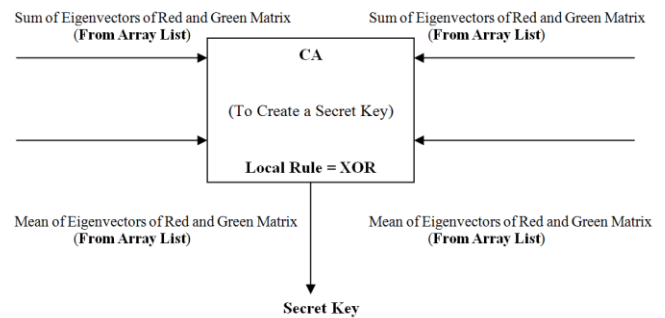 Sum of Eigenvectors of Red and Green Matrix
(From Array List)
Sum of Eigenvectors of Red and Green Matrix
(From Array List)
CA
(To Create a Secret Key)
Local Rule = XOR
Mean of Eigenvectors of Red and Green Matrix
(From Array List)
Mean of Eigenvectors of Red and Green Matrix
(From Array List)
Secret Key